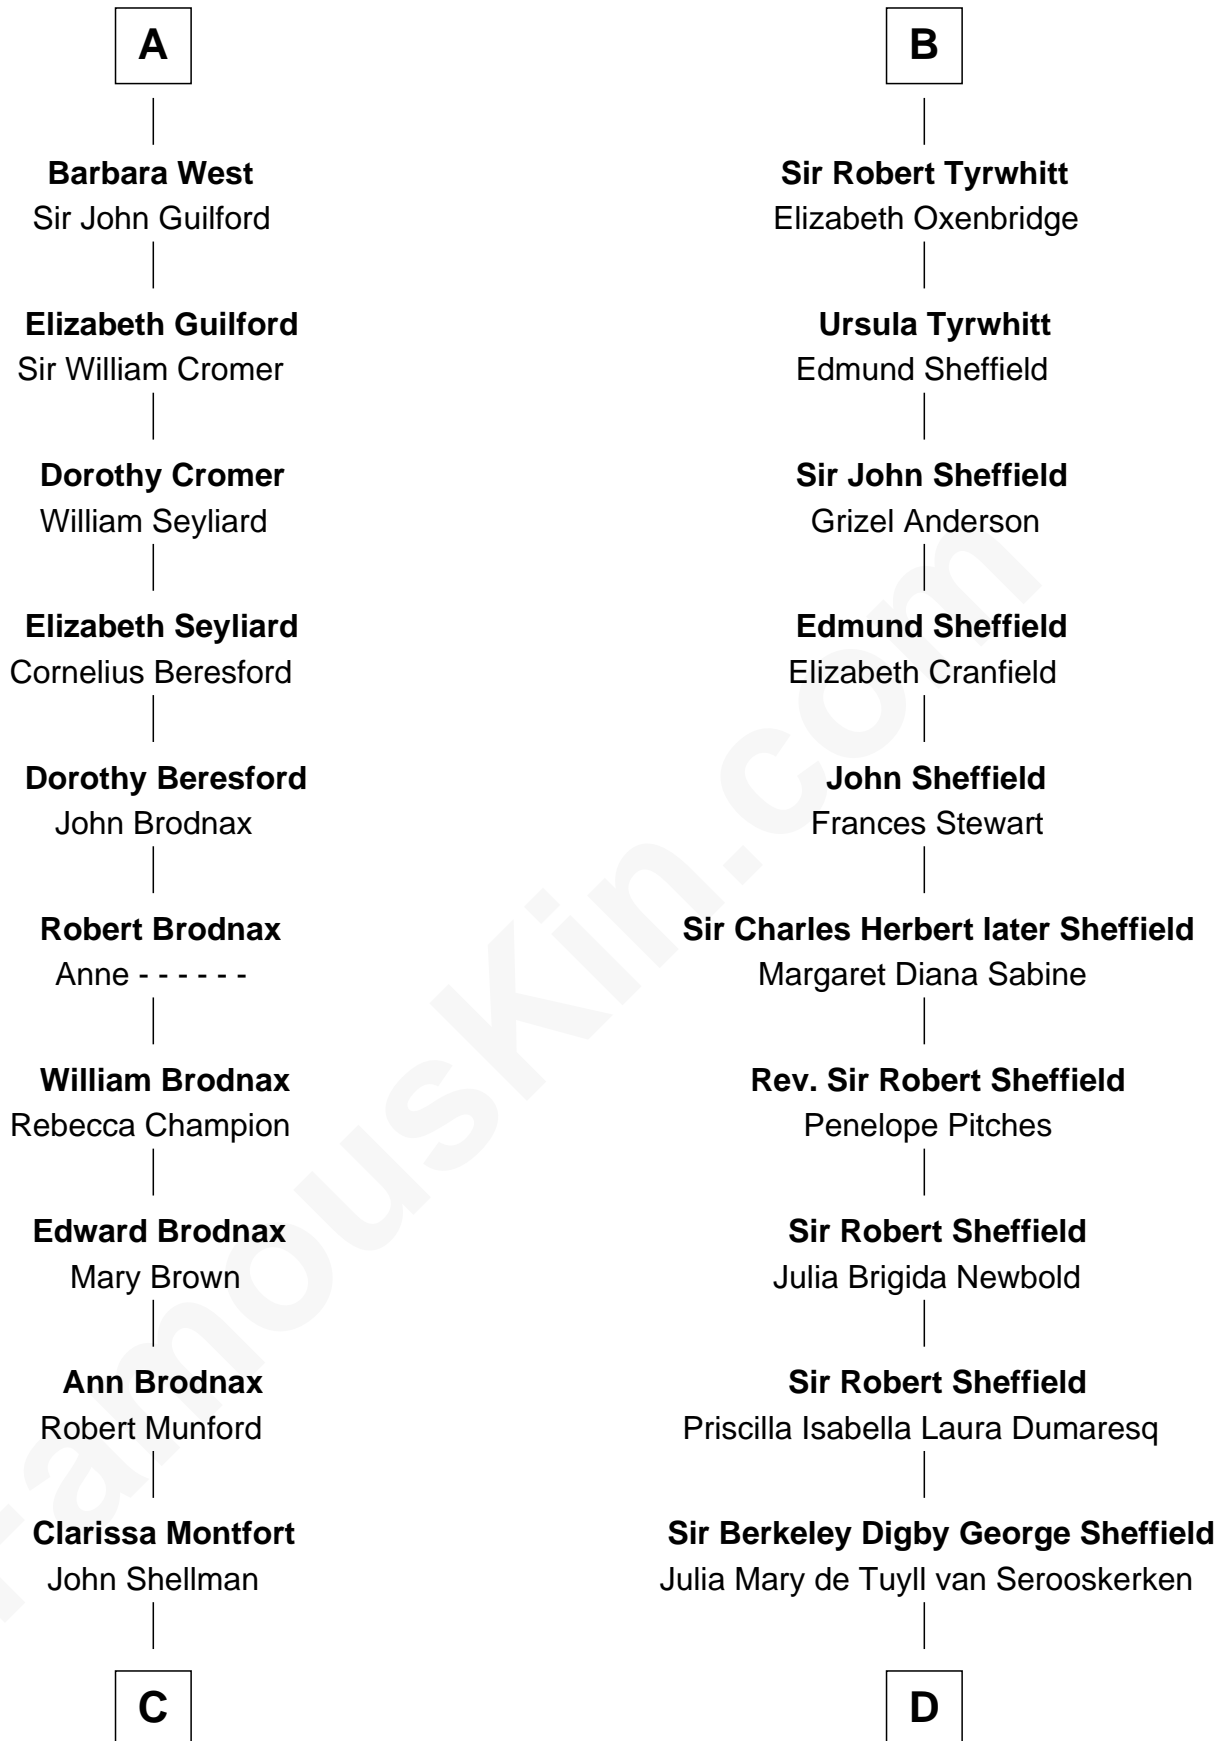 A
Barbara West
Sir John Guilford
Elizabeth Guilford
Sir William Cromer
Dorothy Cromer
William Seyliard
Elizabeth Seyliard
Cornelius Beresford
Dorothy Beresford
John Brodnax
Robert Brodnax
Anne - - - - - -
William Brodnax
Rebecca Champion
Edward Brodnax
Mary Brown
Ann Brodnax
Robert Munford
Clarissa Montfort
John Shellman
C
B
Sir Robert Tyrwhitt
Elizabeth Oxenbridge
Ursula Tyrwhitt
Edmund Sheffield
Sir John Sheffield
Grizel Anderson
Edmund Sheffield
Elizabeth Cranfield
John Sheffield
Frances Stewart
Sir Charles Herbert later Sheffield
Margaret Diana Sabine
Rev. Sir Robert Sheffield
Penelope Pitches
Sir Robert Sheffield
Julia Brigida Newbold
Sir Robert Sheffield
Priscilla Isabella Laura Dumaresq
Sir Berkeley Digby George Sheffield
Julia Mary de Tuyll van Serooskerken
D
FamousKin.com